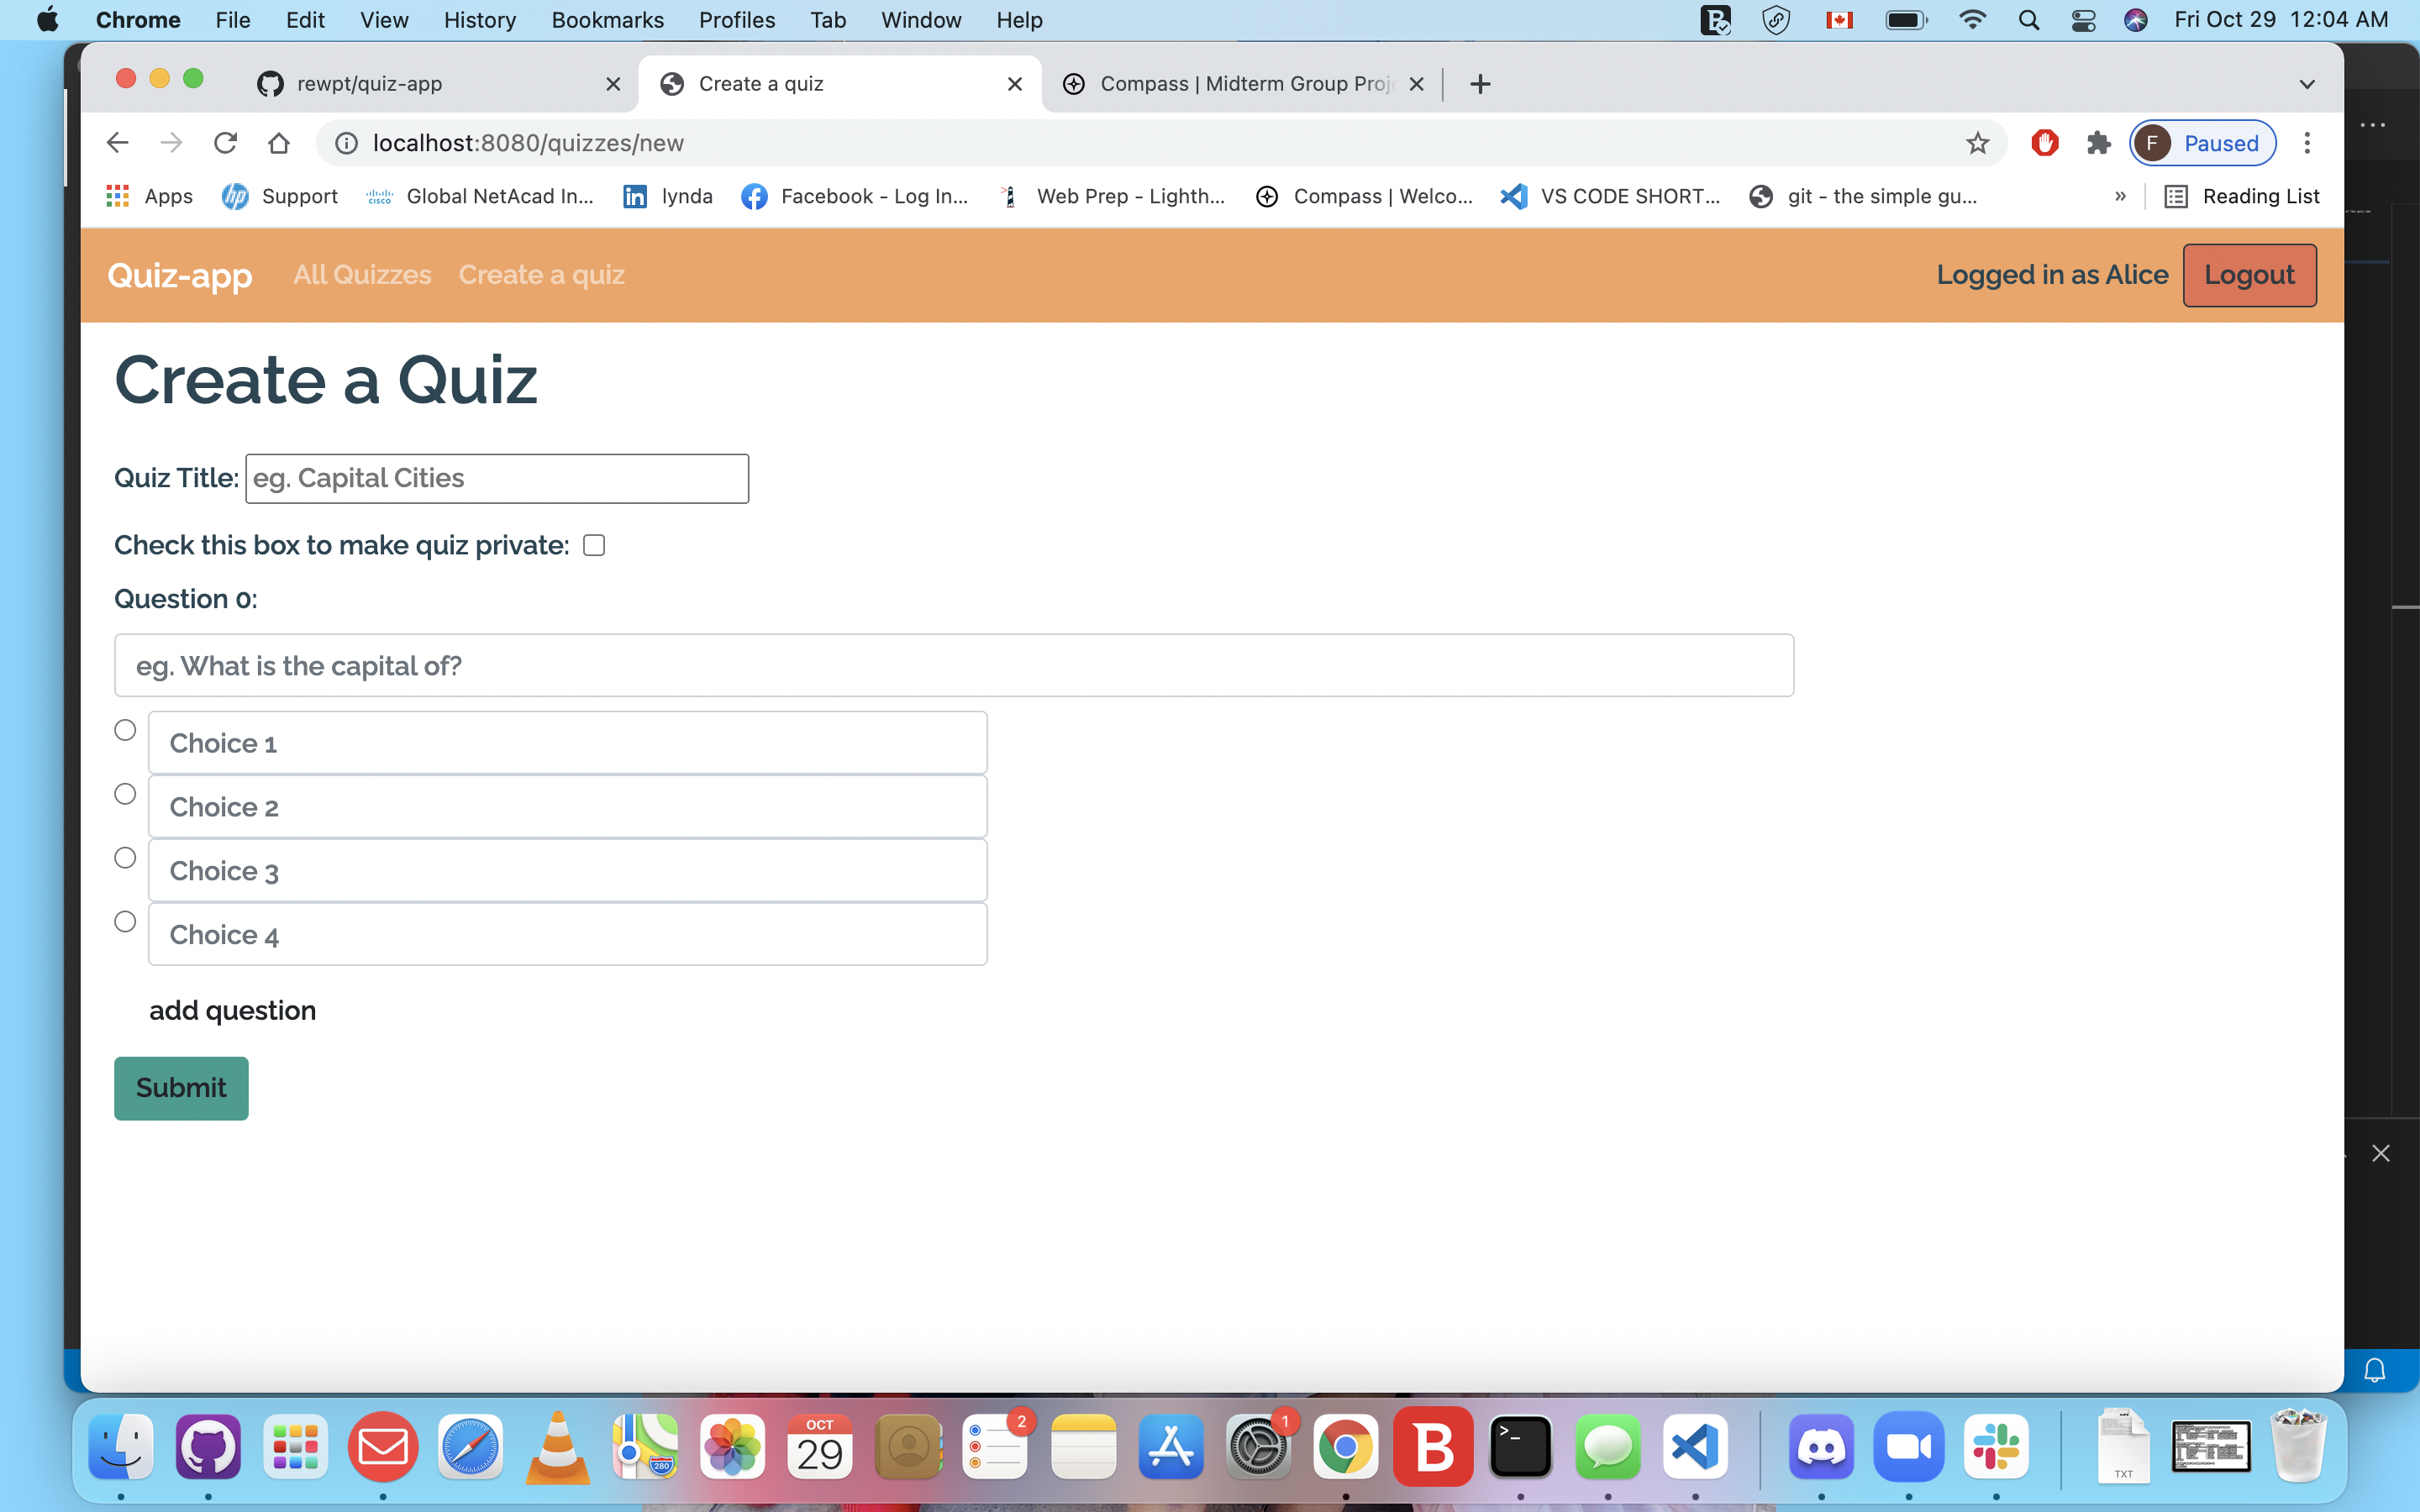 Chrome File Edit View History Bookmarks Profiles Tab Window Help Fri Oct 29 12:04 AM
rewpt/quiz-app Create a quiz Compass | Midterm Group Proj
localhost:8080/quizzes/new F Paused
Apps hp Support cisco Global NetAcad In... in lynda Facebook - Log In... Web Prep - Lighth... Compass | Welco... VS CODE SHORT... git - the simple gu... » Reading List
Quiz-app All Quizzes Create a quiz Logged in as Alice Logout
Create a Quiz
Quiz Title: eg. Capital Cities
Check this box to make quiz private:
Question 0:
eg. What is the capital of?
Choice 1
Choice 2
Choice 3
Choice 4
add question
Submit
280
OCT
29
2
1
B
>_
TXT